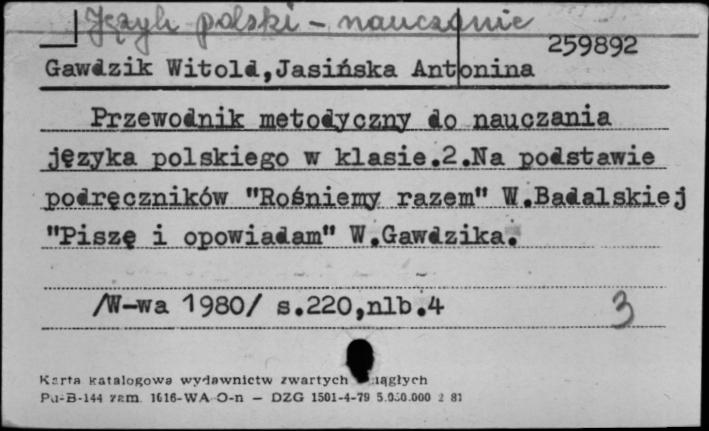 Język polski - nauczanie
259892
Gawdzik Witold,Jasińska Antonina
Przewodnik metodyczny do nauczania
języka polskiego w klasie.2.Na podstawie
podręczników "Rośniemy razem" W.Badalskiej
"Piszę i opowiadam" W.Gawdzika.
/W-wa 1980/ s.220,nlb.4
3
Karta katalogowa wydawnictw zwartych
Pu-B-144 zam. 1616-WA-O-n — DZG 1501-4-79 5.000.000 2 81